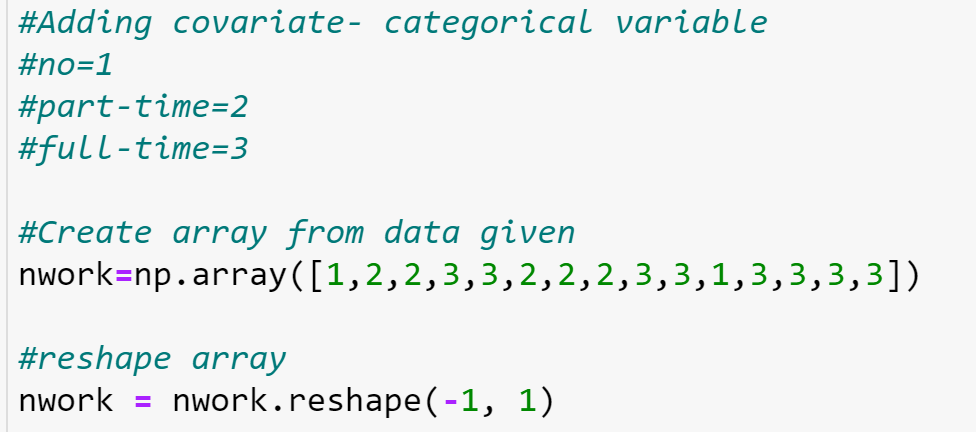 #Adding covariate- categorical variable
#no=1
#part-time=2
#full-time=3
#Create array from data given
nwork=np.array([1,2,2,3,3,2,2,2,3,3,1,3,3,3,3])
#reshape array
nwork = nwork.reshape(-1, 1)